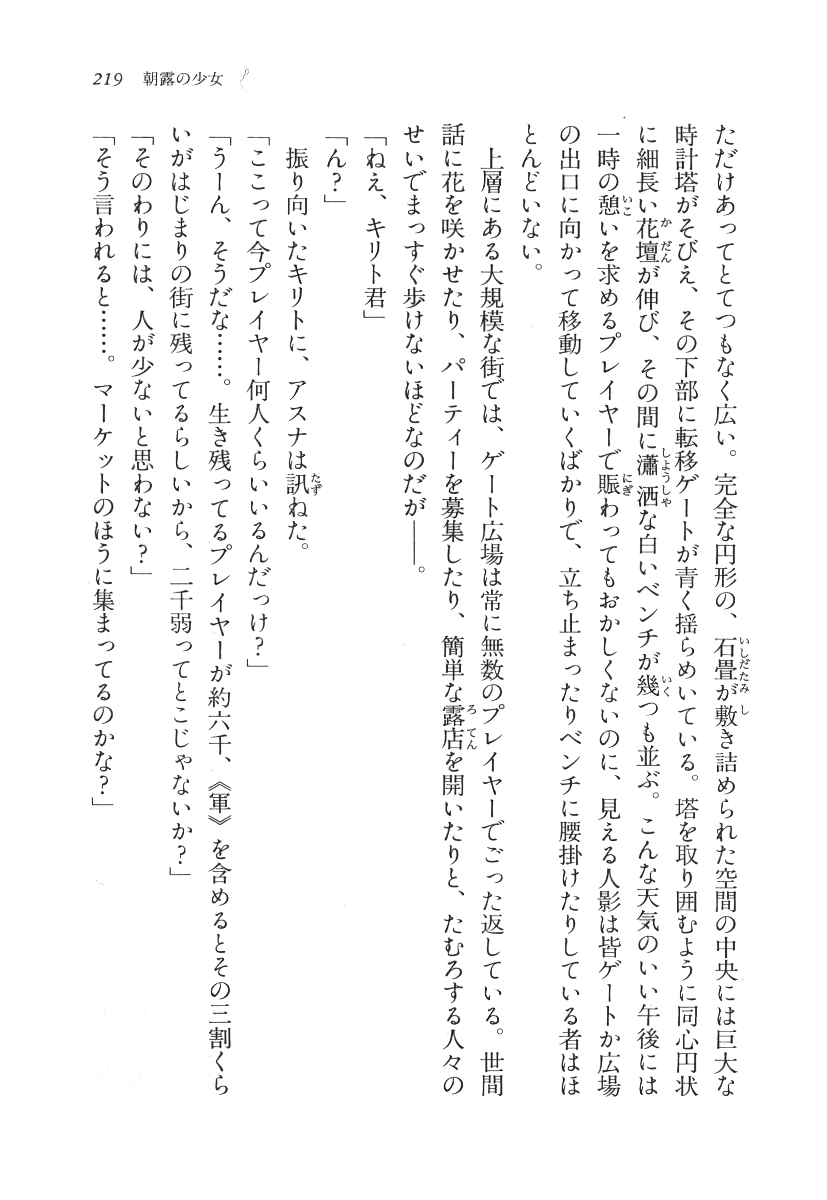 219 朝露の少女
ただけあってとてつもなく広い。完全な円形の、石畳が敷き詰められた空間の中央には巨大な
時計塔がそびえ、その下部に転移ゲートが青く揺らめいている。塔を取り囲むように同心円状
に細長い花壇が伸び、その間に瀟洒な白いベンチが幾つも並ぶ。こんな天気のいい午後には
一時の憩いを求めるプレイヤーで賑わってもおかしくないのに、見える人影は皆ゲートか広場
の出口に向かって移動していくばかりで、立ち止まったりベンチに腰掛けたりしている者はほ
とんどいない。
上層にある大規模な街では、ゲート広場は常に無数のプレイヤーでごった返している。世間
話に花を咲かせたり、パーティーを募集したり、簡単な露店を開いたりと、たむろする人々の
せいでまっすぐ歩けないほどなのだが――。
「ねえ、キリト君」
「ん？」
振り向いたキリトに、アスナは訊ねた。
「ここって今プレイヤー何人くらいいるんだっけ？」
「うーん、そうだな……。生き残ってるプレイヤーが約六千、《軍》を含めるとその三割くら
いがはじまりの街に残ってるらしいから、二千弱ってとこじゃないか？」
「そのわりには、人が少ないと思わない？」
「そう言われると……。マーケットのほうに集まってるのかな？」